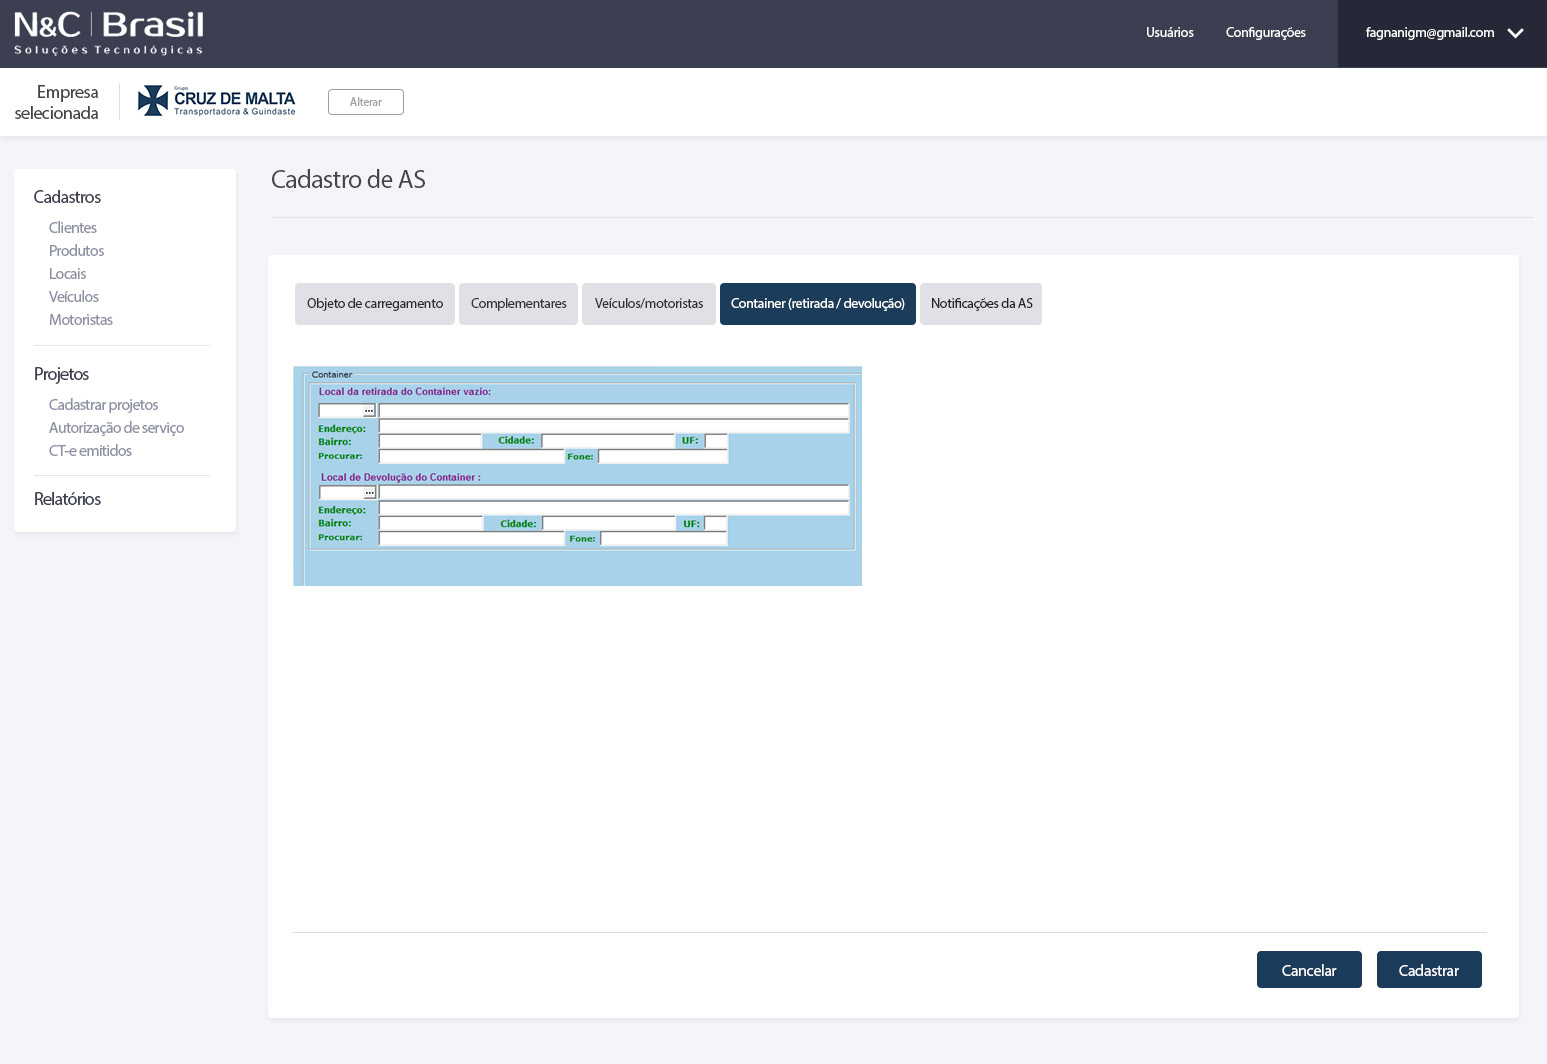 N&C | Brasil
Soluções Tecnológicas
Usuários
Configurações
fagnanigm@gmail.com
Empresa
selecionada
Grupo
CRUZ DE MALTA
Transportadora & Guindaste
Alterar
Cadastros
Clientes
Produtos
Locais
Veículos
Motoristas
Projetos
Cadastrar projetos
Autorização de serviço
CT-e emitidos
Relatórios
Cadastro de AS
Objeto de carregamento
Complementares
Veículos/motoristas
Container (retirada / devolução)
Notificações da AS
Container
Local da retirada do Container vazio:
...
Endereço:
Bairro:
Cidade:
UF:
Procurar:
Fone:
Local de Devolução do Container :
...
Endereço:
Bairro:
Cidade:
UF:
Procurar:
Fone:
Cancelar
Cadastrar